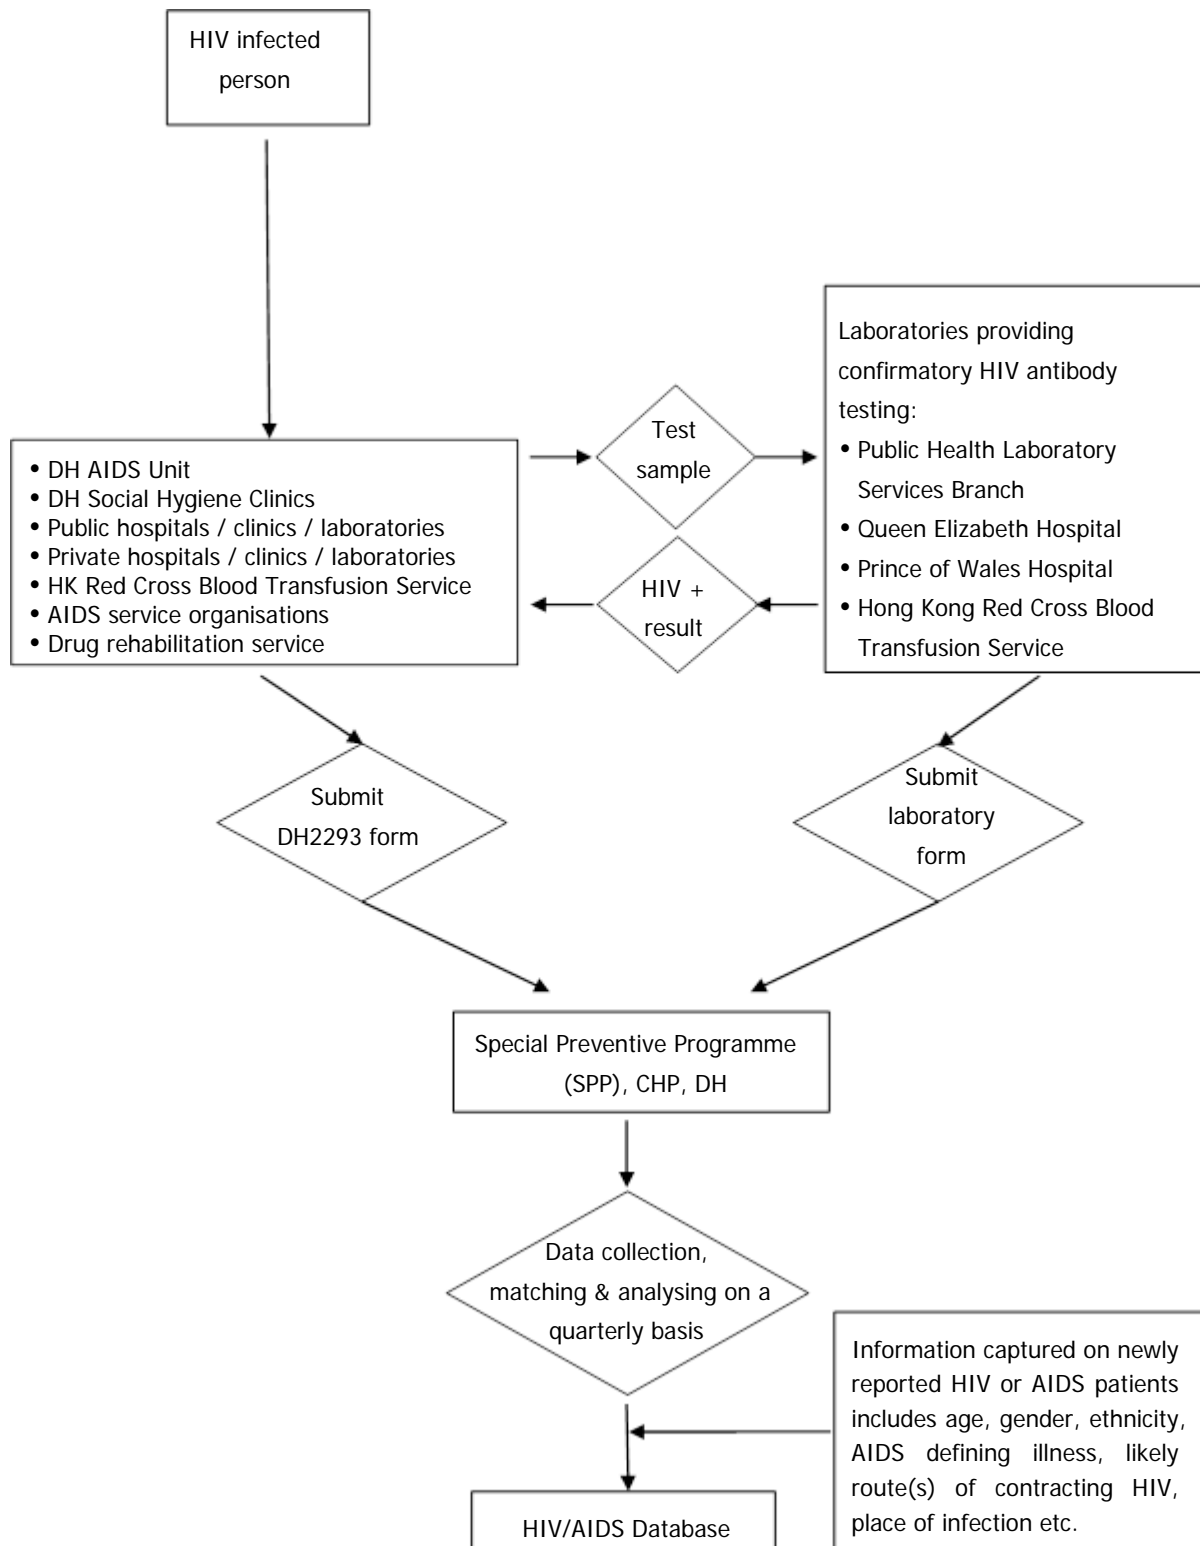 HIV infected
person
Laboratories providing
confirmatory HIV antibody
testing:
• Public Health Laboratory
Services Branch
• Queen Elizabeth Hospital
• Prince of Wales Hospital
• Hong Kong Red Cross Blood
Transfusion Service
Test
sample
HIV +
result
• DH AIDS Unit
• DH Social Hygiene Clinics
• Public hospitals / clinics / laboratories
• Private hospitals / clinics / laboratories
• HK Red Cross Blood Transfusion Service
• AIDS service organisations
• Drug rehabilitation service
Submit
DH2293 form
Submit
laboratory
form
Special Preventive Programme
(SPP), CHP, DH
Data collection,
matching & analysing on a
quarterly basis
Information captured on newly
reported HIV or AIDS patients
includes age, gender, ethnicity,
AIDS defining illness, likely
route(s) of contracting HIV,
place of infection etc.
HIV/AIDS Database